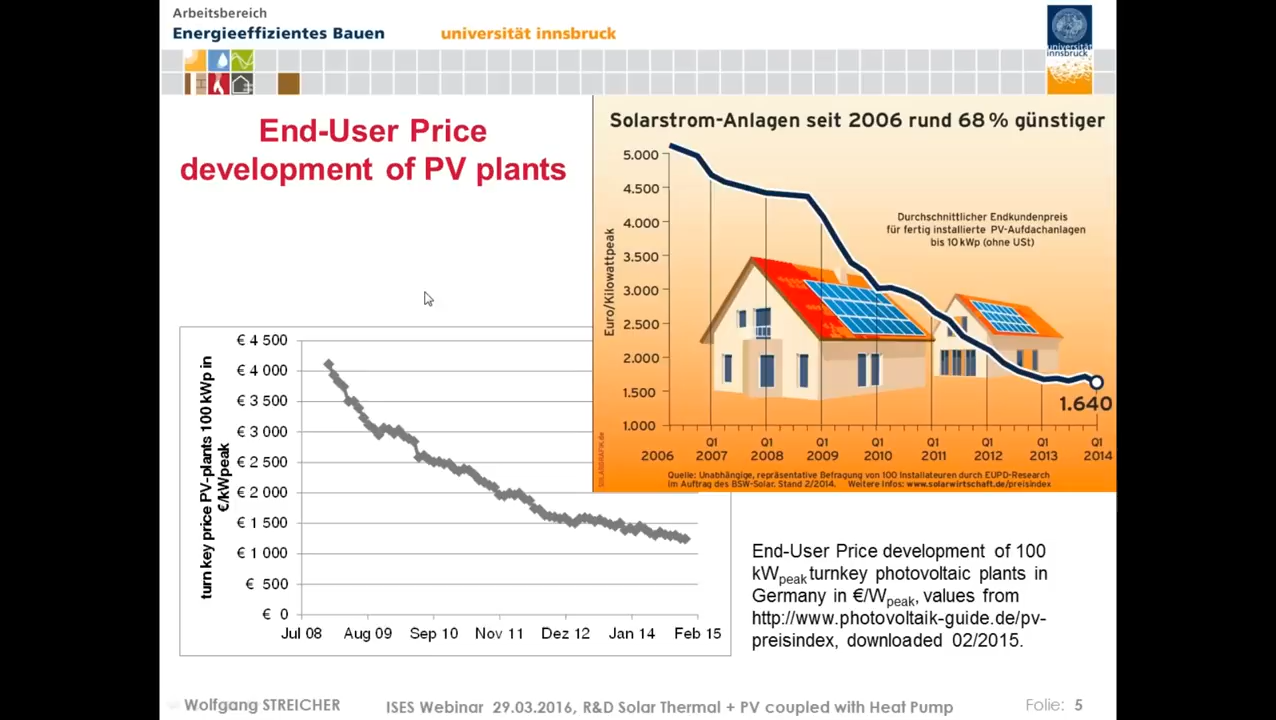 Arbeitsbereich
Energieeffizientes Bauen
universität innsbruck
universität
innsbruck
End-User Price
development of PV plants
Solarstrom-Anlagen seit 2006 rund 68 % günstiger
5.000
4.500
4.000
3.500
3.000
2.500
2.000
1.500
1.000
Euro/Kilowattpeak
Durchschnittlicher Endkundenpreis
für fertig installierte PV-Aufdachanlagen
bis 10 kWp (ohne USt)
1.640
Q1 Q1 Q1 Q1 Q1 Q1 Q1 Q1
2006 2007 2008 2009 2010 2011 2012 2013 2014
Quelle: Unabhängige, repräsentative Befragung von 100 Installateuren durch EUPD-Research
im Auftrag des BSW-Solar. Stand 2/2014. Weitere Infos: www.solarwirtschaft.de/preisindex
turn key price PV-plants 100 kWp in
€/kWpeak
€ 4 500
€ 4 000
€ 3 500
€ 3 000
€ 2 500
€ 2 000
€ 1 500
€ 1 000
€ 500
€ 0
Jul 08 Aug 09 Sep 10 Nov 11 Dez 12 Jan 14 Feb 15
End-User Price development of 100
kWpeak turnkey photovoltaic plants in
Germany in €/Wpeak, values from
http://www.photovoltaik-guide.de/pv-
preisindex, downloaded 02/2015.
Wolfgang STREICHER
ISES Webinar 29.03.2016, R&D Solar Thermal + PV coupled with Heat Pump
Folie: 5